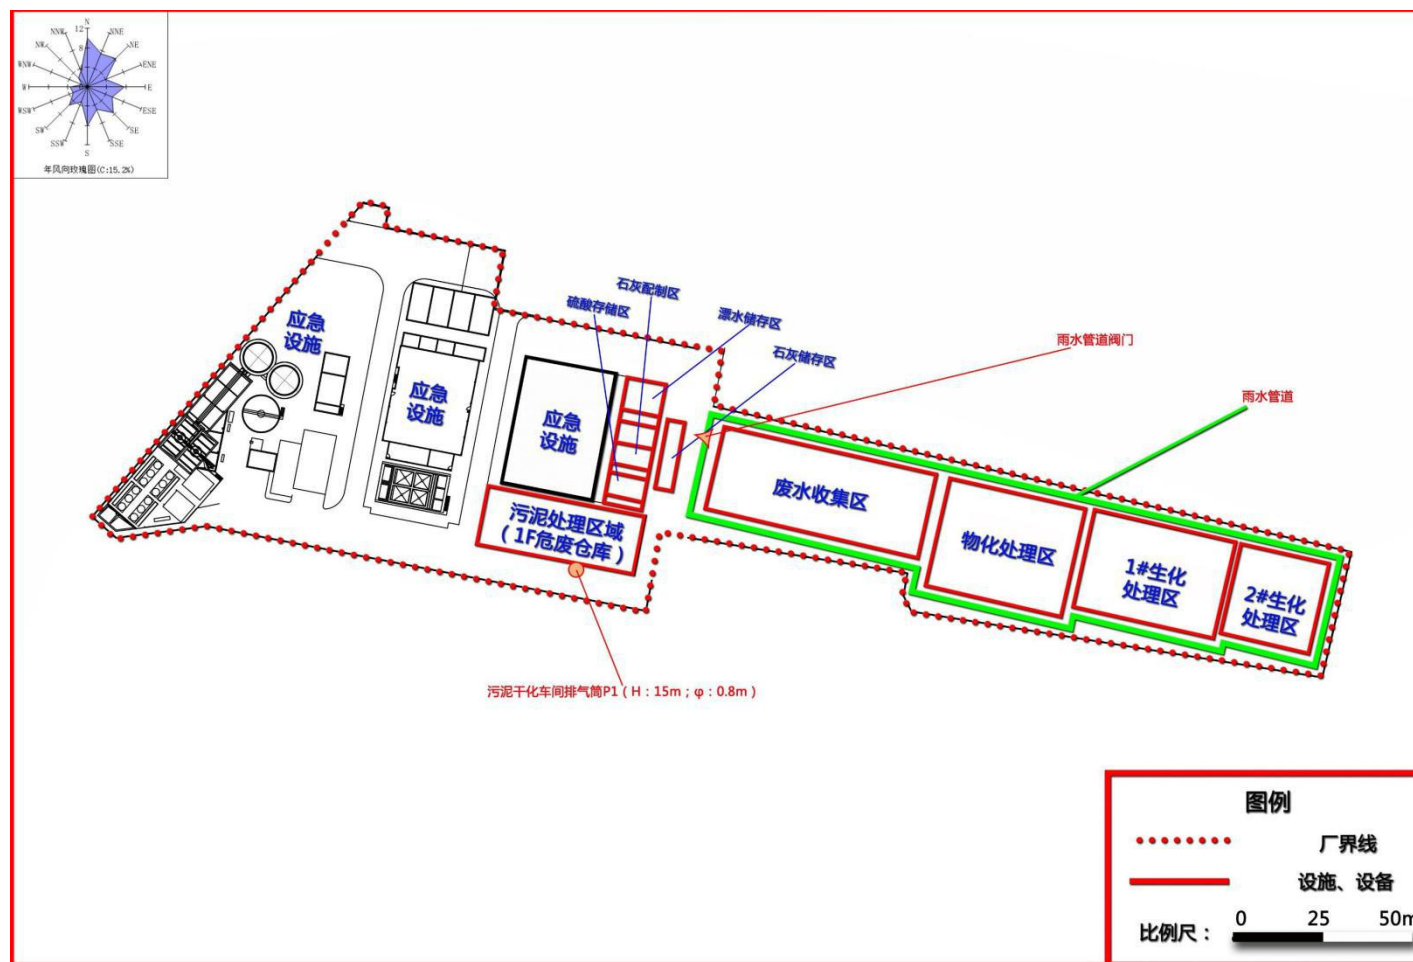 N
NNE
NE
ENE
E
ESE
SE
SSE
S
SSW
SW
WSW
W
WNW
NW
NNW
12
8
年风向玫瑰图(C:15.2%)
石灰配制区
硫酸存储区
漂水储存区
石灰储存区
雨水管道阀门
雨水管道
应急
设施
应急
设施
应急
设施
污泥处理区域
（1F危废仓库）
废水收集区
物化处理区
1#生化
处理区
2#生化
处理区
污泥干化车间排气筒P1（H：15m；φ：0.8m）
图例
厂界线
设施、设备
比例尺：
0 25 50m